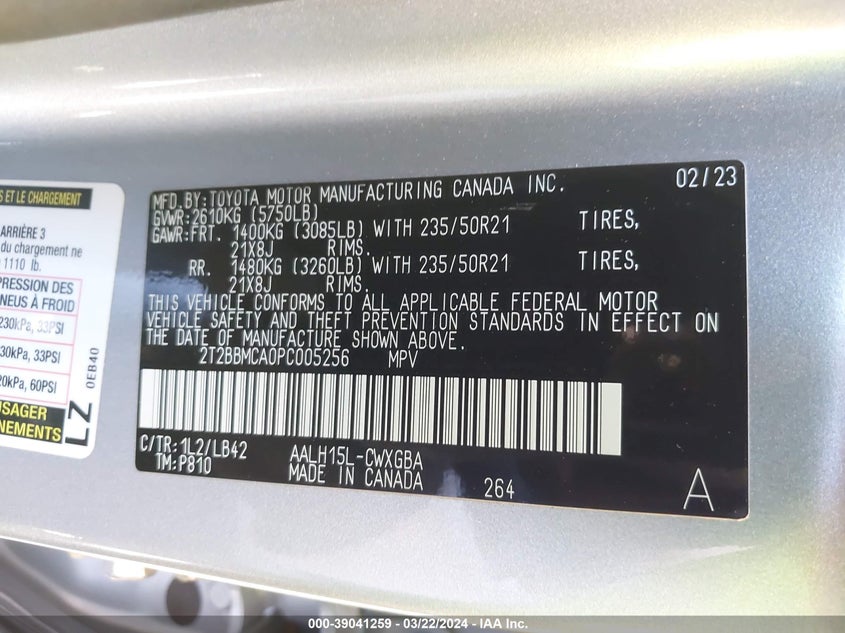 S ET LE CHARGEMENT
ARRIÈRE 3
du chargement ne
1110 lb.
PRESSION DES
NEUS À FROID
230kPa, 33PSI
30kPa, 33PSI
20kPa, 60PSI
USAGER
NEMENTS
LZ
0EB40
MFD.BY:TOYOTA MOTOR MANUFACTURING CANADA INC. 02/23
GVWR:2610KG (5750LB)
GAWR:FRT. 1400KG (3085LB) WITH 235/50R21 TIRES,
21X8J RIMS.
RR. 1480KG (3260LB) WITH 235/50R21 TIRES,
21X8J RIMS.
THIS VEHICLE CONFORMS TO ALL APPLICABLE FEDERAL MOTOR
VEHICLE SAFETY AND THEFT PREVENTION STANDARDS IN EFFECT ON
THE DATE OF MANUFACTURE SHOWN ABOVE.
2T2BBMCA0PC005256 MPV
C/TR:1L2/LB42 AALH15L-CWXGBA
TM:P810 MADE IN CANADA 264 A
000-39041259 - 03/22/2024 - IAA Inc.